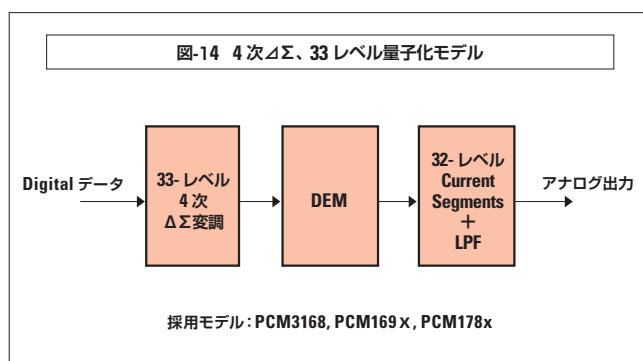 図-14 4次⊿Σ、33レベル量子化モデル
Digital データ
33-レベル
4次
ΔΣ変調
DEM
32-レベル
Current
Segments
＋
LPF
アナログ出力
採用モデル：PCM3168, PCM169x, PCM178x